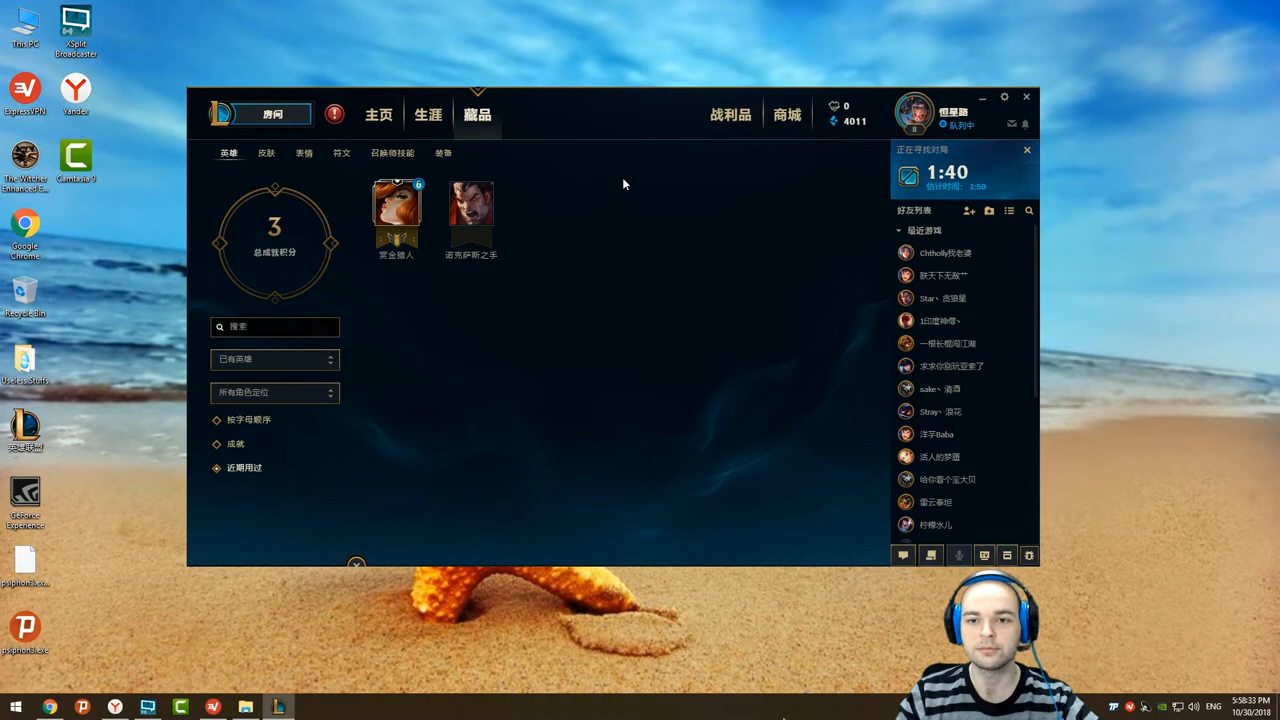 This PC
XSplit
Broadcaster
ExpressVPN
Yandex
The Witcher
Enhanced E...
Camtasia 9
Google
Chrome
Recycle Bin
Useless Stuffs
英雄联盟
GeForce
Experience
psiphon3.exe...
psiphon3.exe
房间
主页
生涯
藏品
战利品
商城
0
4011
恒星路
队列中
8
英雄
皮肤
表情
符文
召唤师技能
装备
3
总成就积分
搜索
已有英雄
所有角色定位
按字母顺序
成就
近期用过
6
赏金猎人
诺克萨斯之手
正在寻找对局
1:40
估计时间: 1:59
好友列表
最近游戏
Chtholly我老婆
朕天下无敌艹
Star丶贪狼星
1印度神僧丶
一根长棍闯江湖
求求你别玩亚索了
sake丶清酒
Stray丶浪花
洋芋Baba
活人的梦魇
给你看个宝大贝
雷云泰坦
柠檬水儿
ENG
5:58:33 PM
10/30/2018